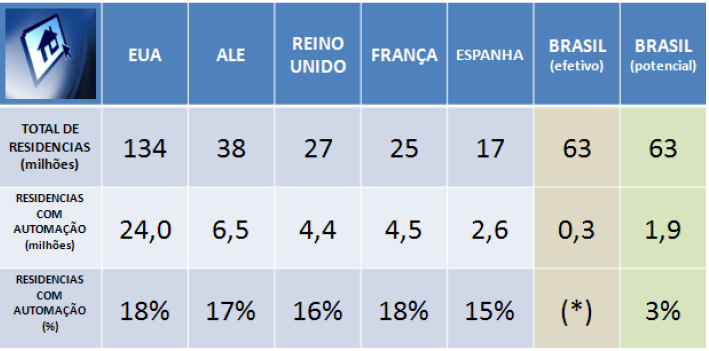 EUA
ALE
REINO
UNIDO
FRANÇA
ESPANHA
BRASIL
(efetivo)
BRASIL
(potencial)
TOTAL DE
RESIDENCIAS
(milhões)
134
38
27
25
17
63
63
RESIDENCIAS
COM
AUTOMAÇÃO
(milhões)
24,0
6,5
4,4
4,5
2,6
0,3
1,9
RESIDENCIAS
COM
AUTOMAÇÃO
(%)
18%
17%
16%
18%
15%
(*)
3%